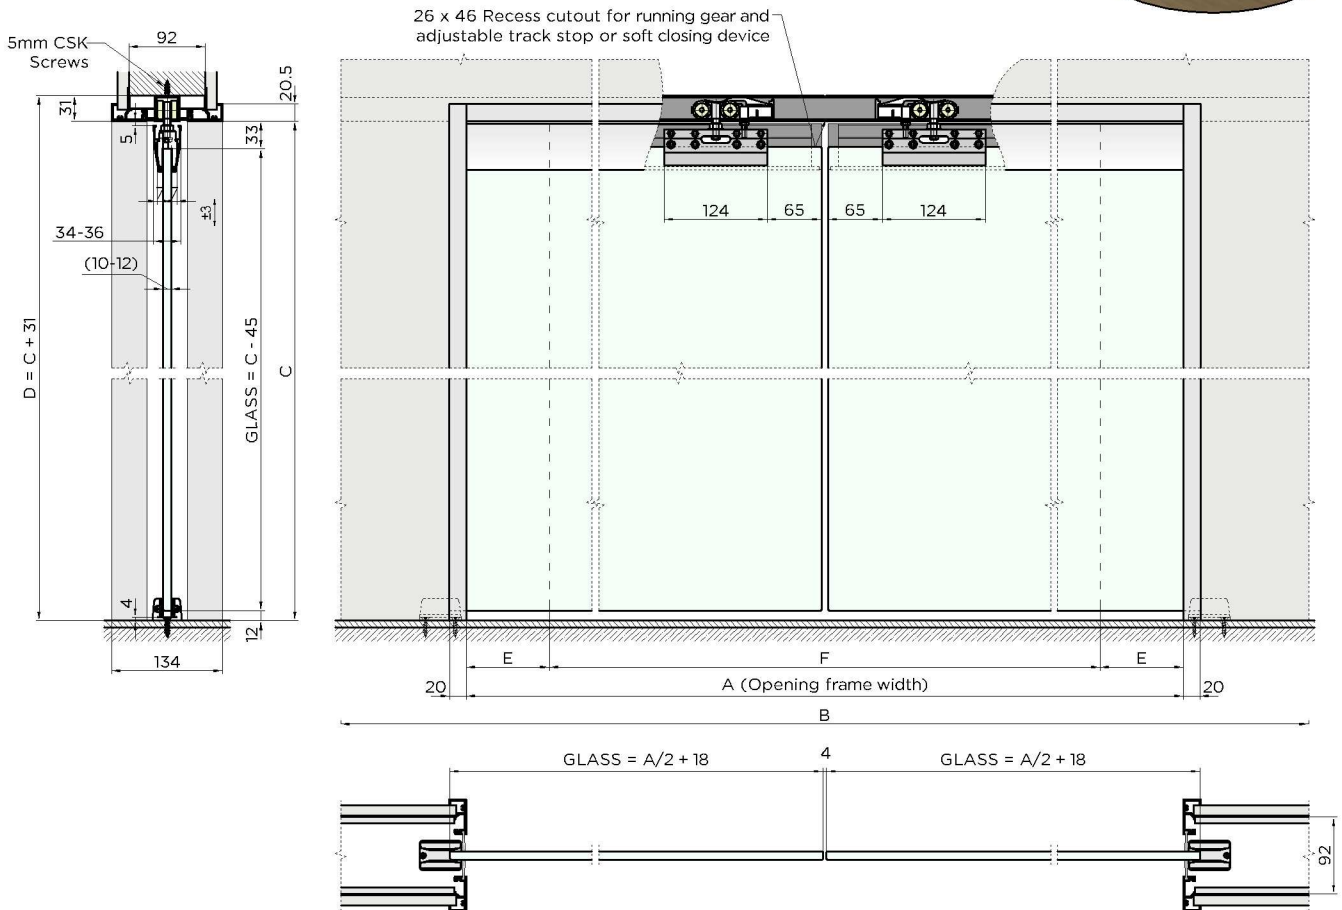 26 x 46 Recess cutout for running gear and
adjustable track stop or soft closing device
5mm CSK
Screws
92
31
20.5
5
33
±3
34-36
(10-12)
124
65
65
124
D = C + 31
GLASS = C - 45
C
4
12
134
E
F
E
20
A (Opening frame width)
20
B
GLASS = A/2 + 18
4
GLASS = A/2 + 18
92